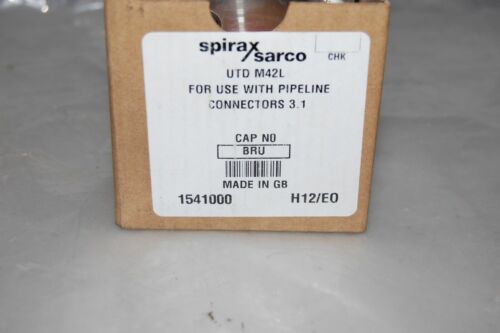 spirax/sarco
CHK
UTD M42L
FOR USE WITH PIPELINE
CONNECTORS 3.1
CAP NO
BRU
MADE IN GB
1541000 H12/EO